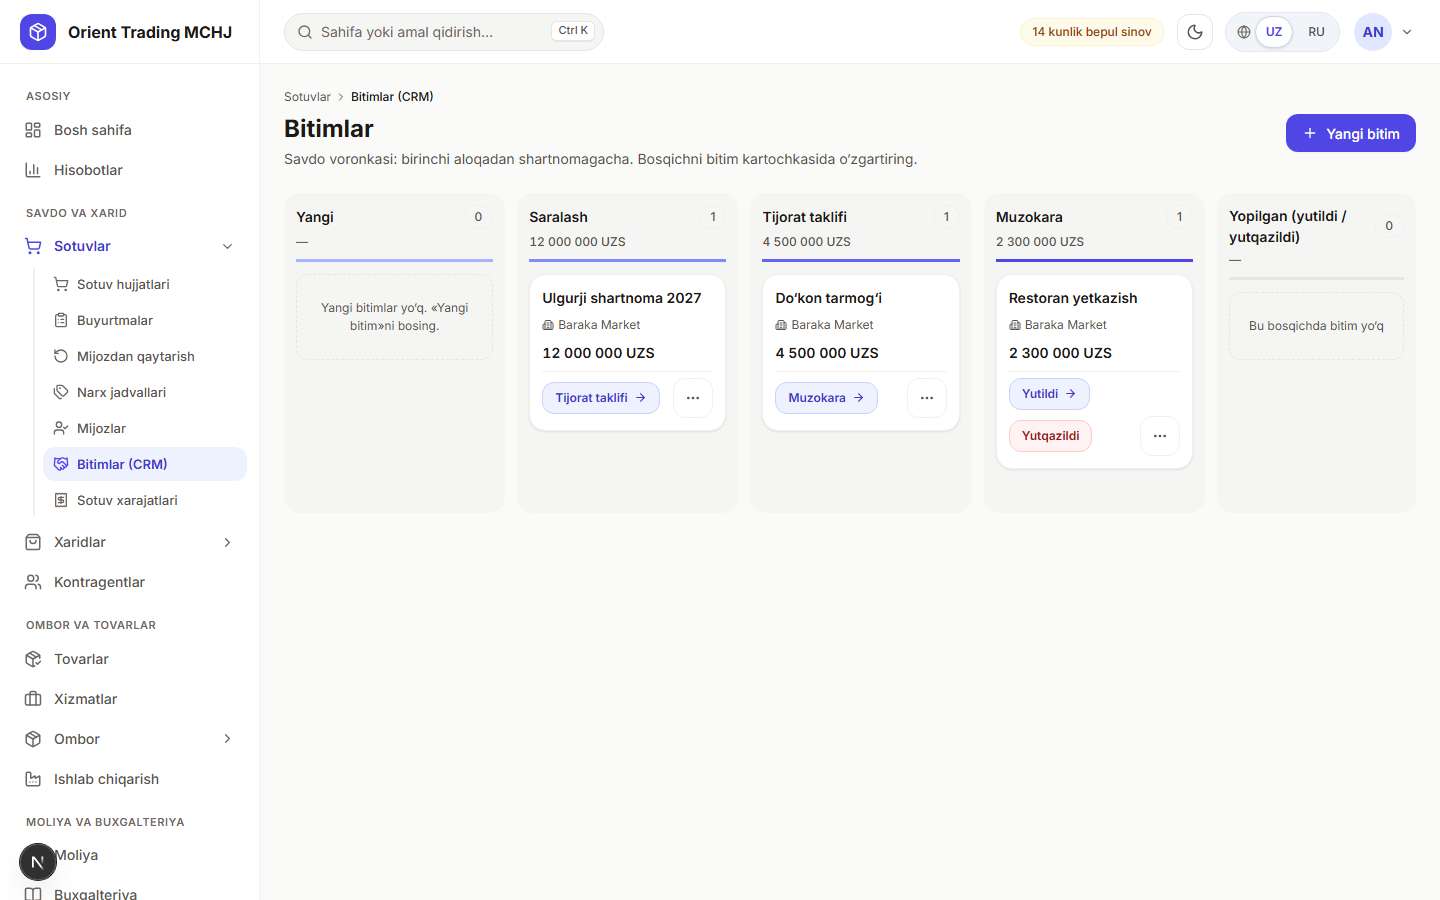 Orient Trading MCHJ
Sahifa yoki amal qidirish...
Ctrl K
14 kunlik bepul sinov
UZ
RU
AN
ASOSIY
Bosh sahifa
Hisobotlar
SAVDO VA XARID
Sotuvlar
Sotuv hujjatlari
Buyurtmalar
Mijozdan qaytarish
Narx jadvallari
Mijozlar
Bitimlar (CRM)
Sotuv xarajatlari
Xaridlar
Kontragentlar
OMBOR VA TOVARLAR
Tovarlar
Xizmatlar
Ombor
Ishlab chiqarish
MOLIYA VA BUXGALTERIYA
Moliya
Buxgalteriya
N
Sotuvlar > Bitimlar (CRM)
Bitimlar
Savdo voronkasi: birinchi aloqadan shartnomagacha. Bosqichni bitim kartochkasida o‘zgartiring.
+ Yangi bitim
Yangi 0
—
Yangi bitimlar yo‘q. «Yangi
bitim»ni bosing.
Saralash 1
12 000 000 UZS
Ulgurji shartnoma 2027
Baraka Market
12 000 000 UZS
Tijorat taklifi →
Tijorat taklifi 1
4 500 000 UZS
Do‘kon tarmog‘i
Baraka Market
4 500 000 UZS
Muzokara →
Muzokara 1
2 300 000 UZS
Restoran yetkazish
Baraka Market
2 300 000 UZS
Yutildi →
Yutqazildi
Yopilgan (yutildi /
yutqazildi) 0
—
Bu bosqichda bitim yo‘q